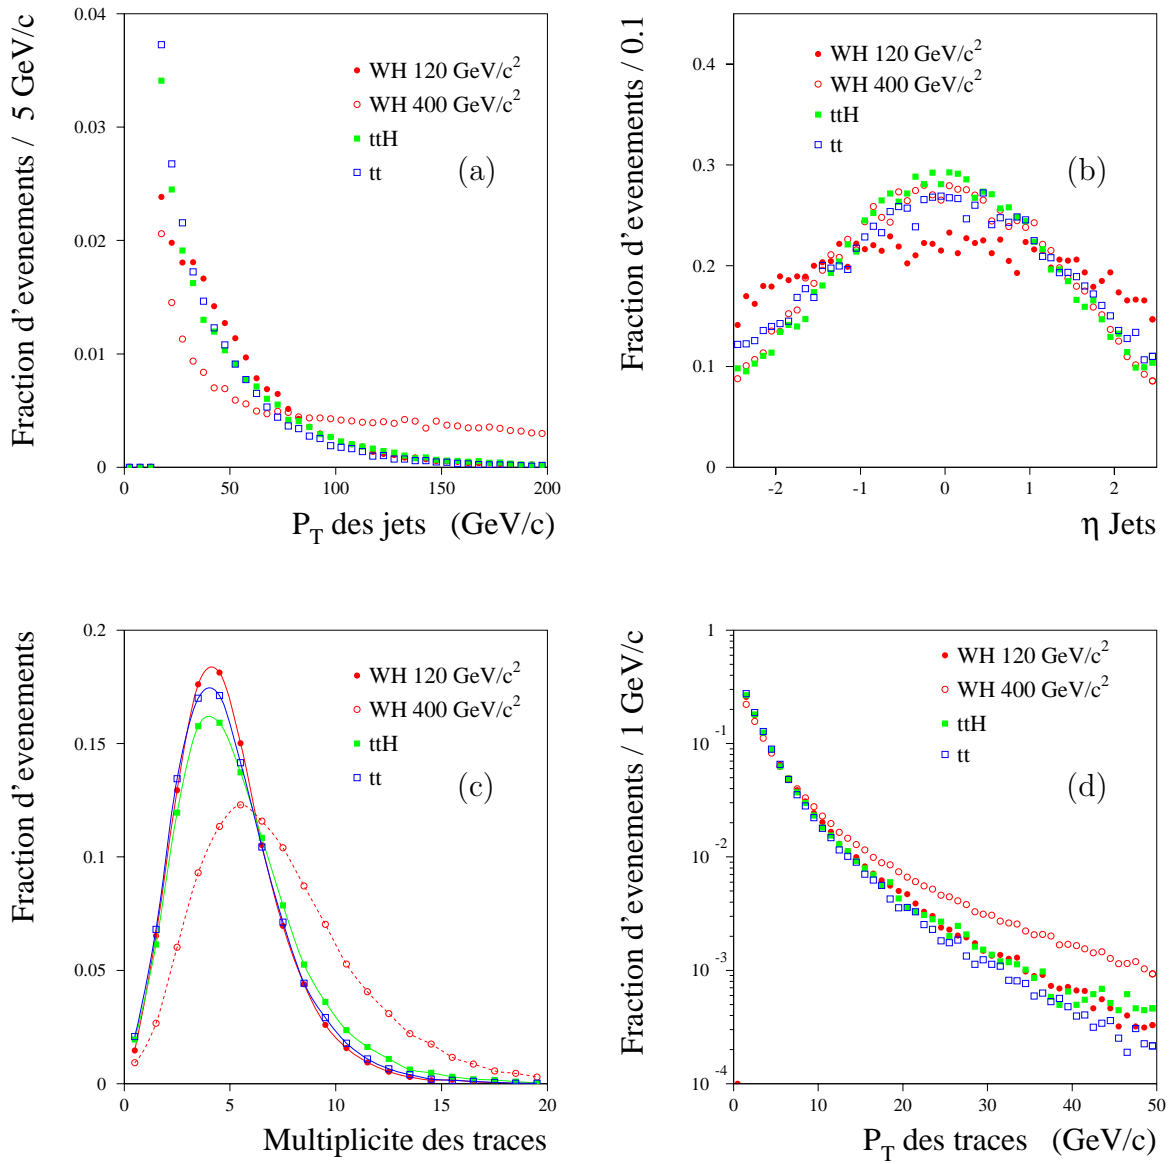 Fraction d'evenements / 5 GeV/c
0.04
0.03
0.02
0.01
0
WH 120 GeV/c²
WH 400 GeV/c²
ttH
tt
(a)
0 50 100 150 200
P_T des jets (GeV/c)
Fraction d'evenements / 0.1
0.4
0.3
0.2
0.1
0
WH 120 GeV/c²
WH 400 GeV/c²
ttH
tt
(b)
-2 -1 0 1 2
η Jets
Fraction d'evenements
0.2
0.15
0.1
0.05
0
WH 120 GeV/c²
WH 400 GeV/c²
ttH
tt
(c)
0 5 10 15 20
Multiplicite des traces
Fraction d'evenements / 1 GeV/c
1
10⁻¹
10⁻²
10⁻³
10⁻⁴
WH 120 GeV/c²
WH 400 GeV/c²
ttH
tt
(d)
0 10 20 30 40 50
P_T des traces (GeV/c)